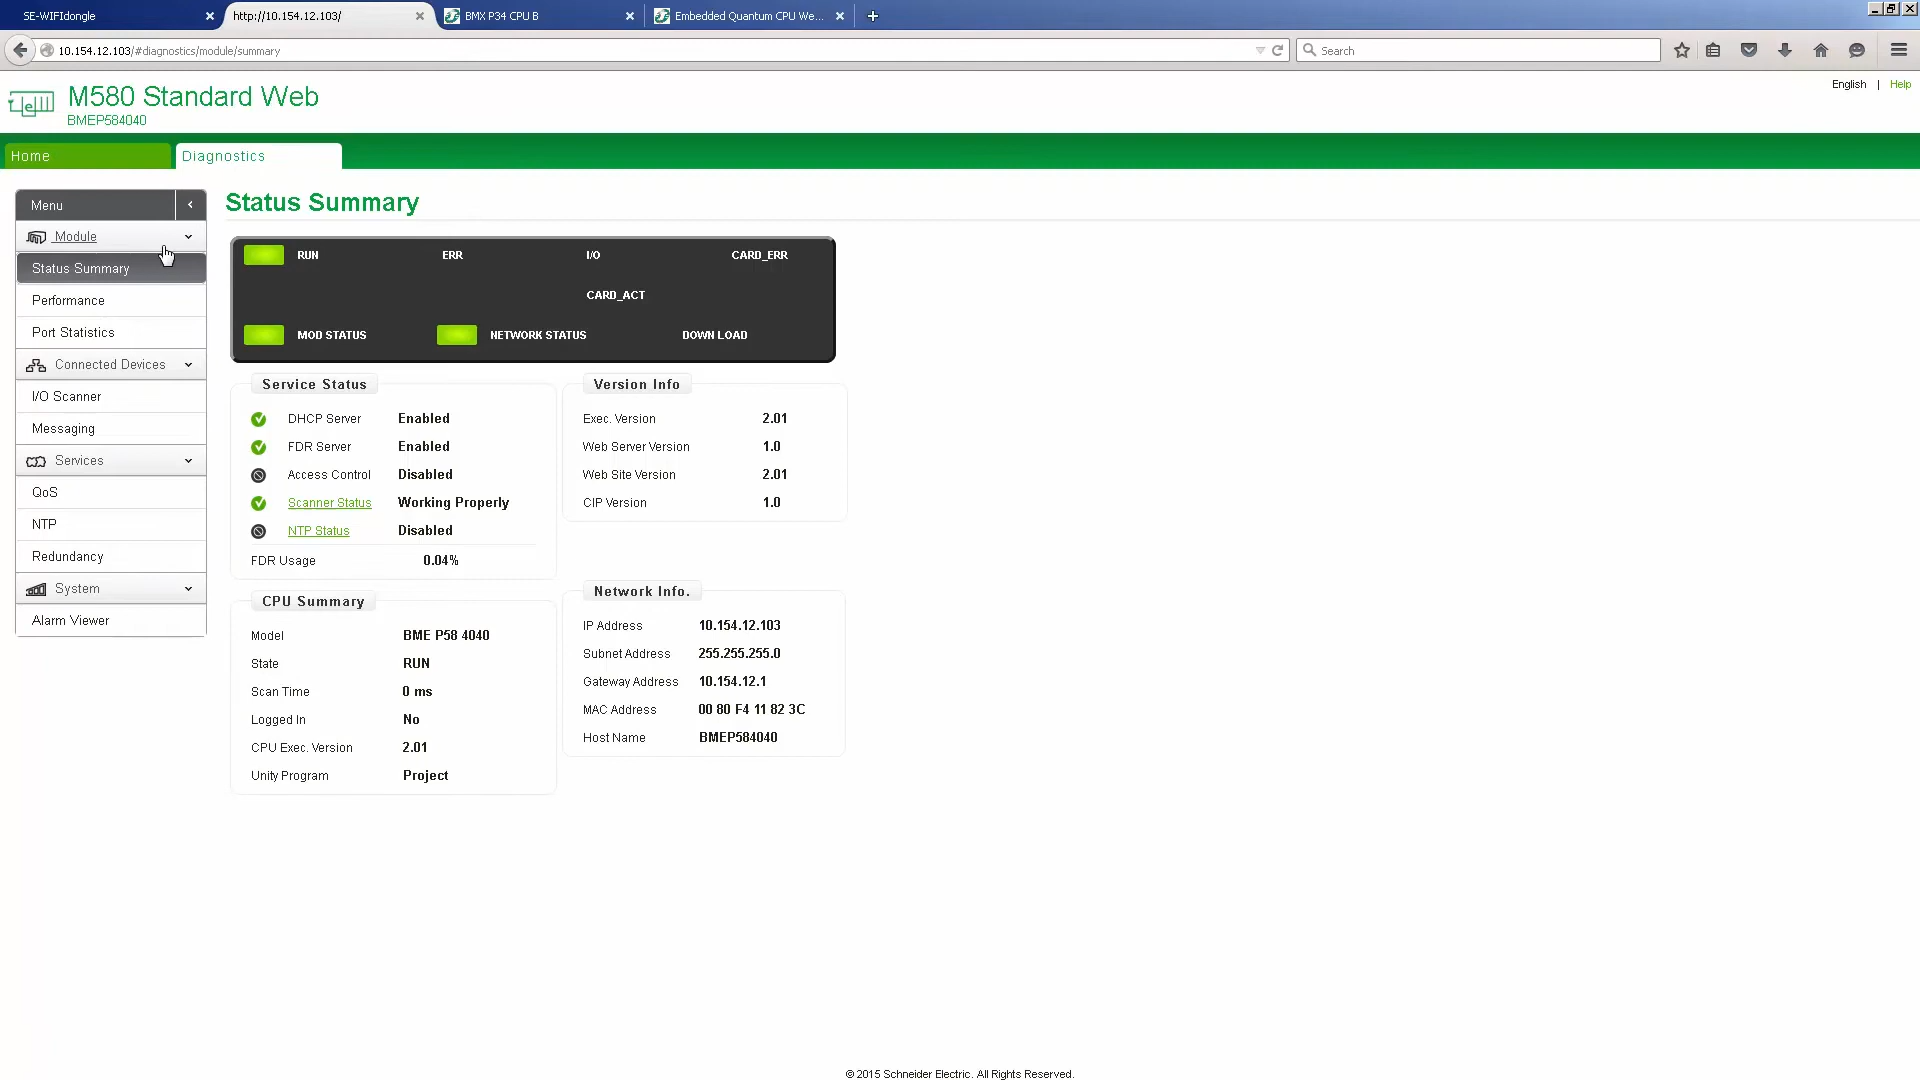 SE-WIFIdongle
http://10.154.12.103/
BMX P34 CPU B
Embedded Quantum CPU We...
10.154.12.103/#diagnostics/module/summary
Search
M580 Standard Web
BMEP584040
English | Help
Home
Diagnostics
Menu
Module
Status Summary
Performance
Port Statistics
Connected Devices
I/O Scanner
Messaging
Services
QoS
NTP
Redundancy
System
Alarm Viewer
Status Summary
RUN ERR I/O CARD_ERR
CARD_ACT
MOD STATUS NETWORK STATUS DOWN LOAD
Service Status
DHCP Server Enabled
FDR Server Enabled
Access Control Disabled
Scanner Status Working Properly
NTP Status Disabled
FDR Usage 0.04%
Version Info
Exec. Version 2.01
Web Server Version 1.0
Web Site Version 2.01
CIP Version 1.0
CPU Summary
Model BME P58 4040
State RUN
Scan Time 0 ms
Logged In No
CPU Exec. Version 2.01
Unity Program Project
Network Info.
IP Address 10.154.12.103
Subnet Address 255.255.255.0
Gateway Address 10.154.12.1
MAC Address 00 80 F4 11 82 3C
Host Name BMEP584040
© 2015 Schneider Electric. All Rights Reserved.